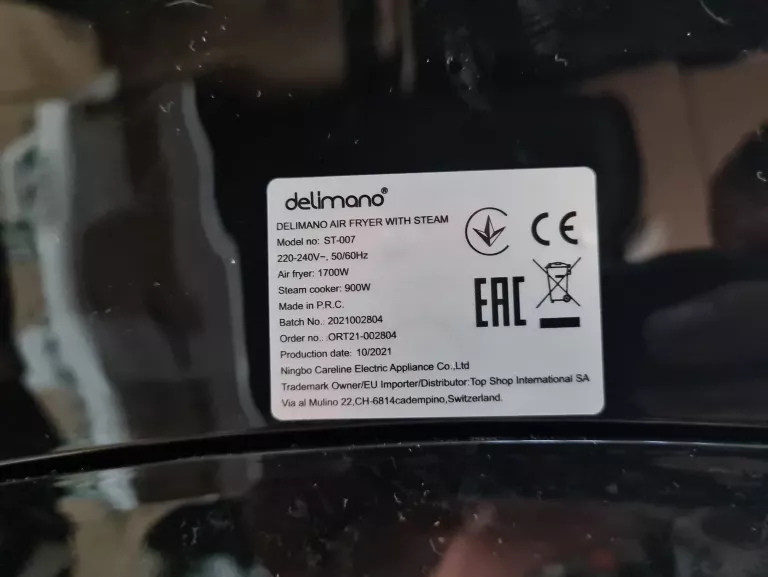 delimano®
DELIMANO AIR FRYER WITH STEAM
Model no: ST-007
220-240V~, 50/60Hz
Air fryer: 1700W
Steam cooker: 900W
Made in P.R.C.
Batch No.: 2021002804
Order no.: ORT21-002804
Production date: 10/2021
Ningbo Careline Electric Appliance Co.,Ltd
Trademark Owner/EU Importer/Distributor:Top Shop International SA
Via al Mulino 22,CH-6814cadempino,Switzerland.
CE
EAC